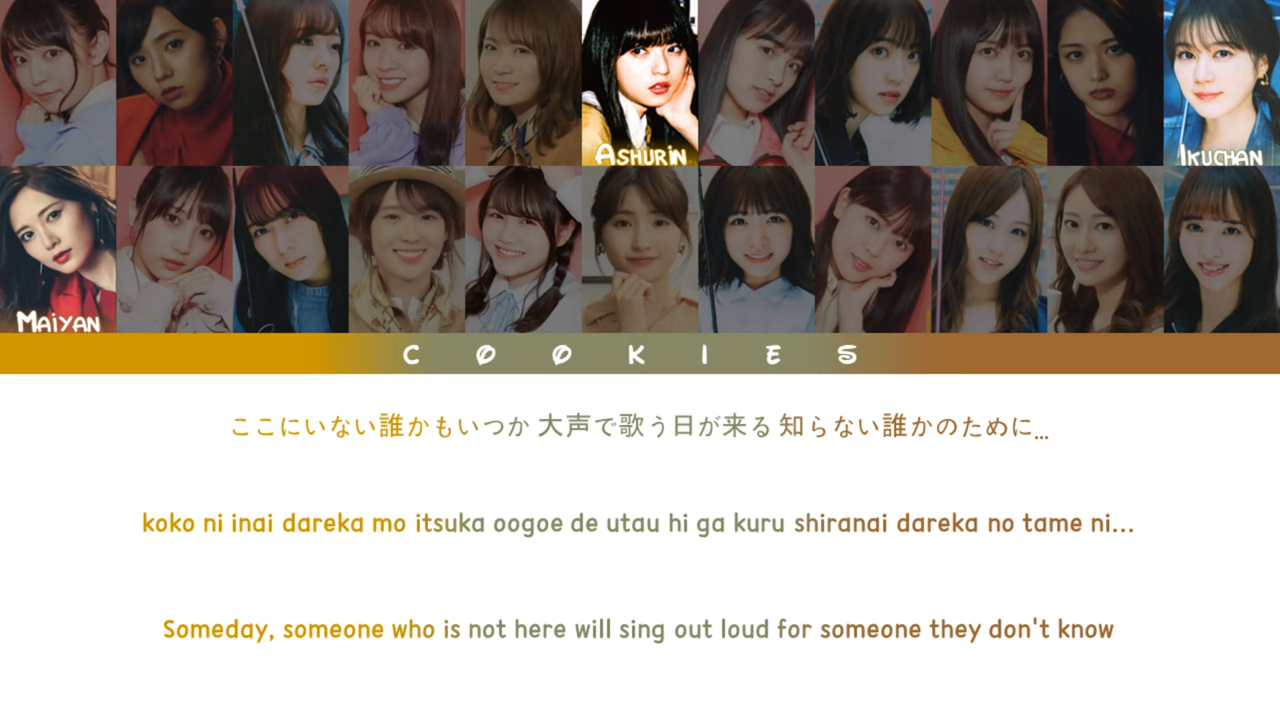 ASHURIN
IKUCHAN
MAIYAN
COOKIES
ここにいない誰かもいつか 大声で歌う日が来る 知らない誰かのために...
koko ni inai dareka mo itsuka oogoe de utau hi ga kuru shiranai dareka no tame ni...
Someday, someone who is not here will sing out loud for someone they don't know